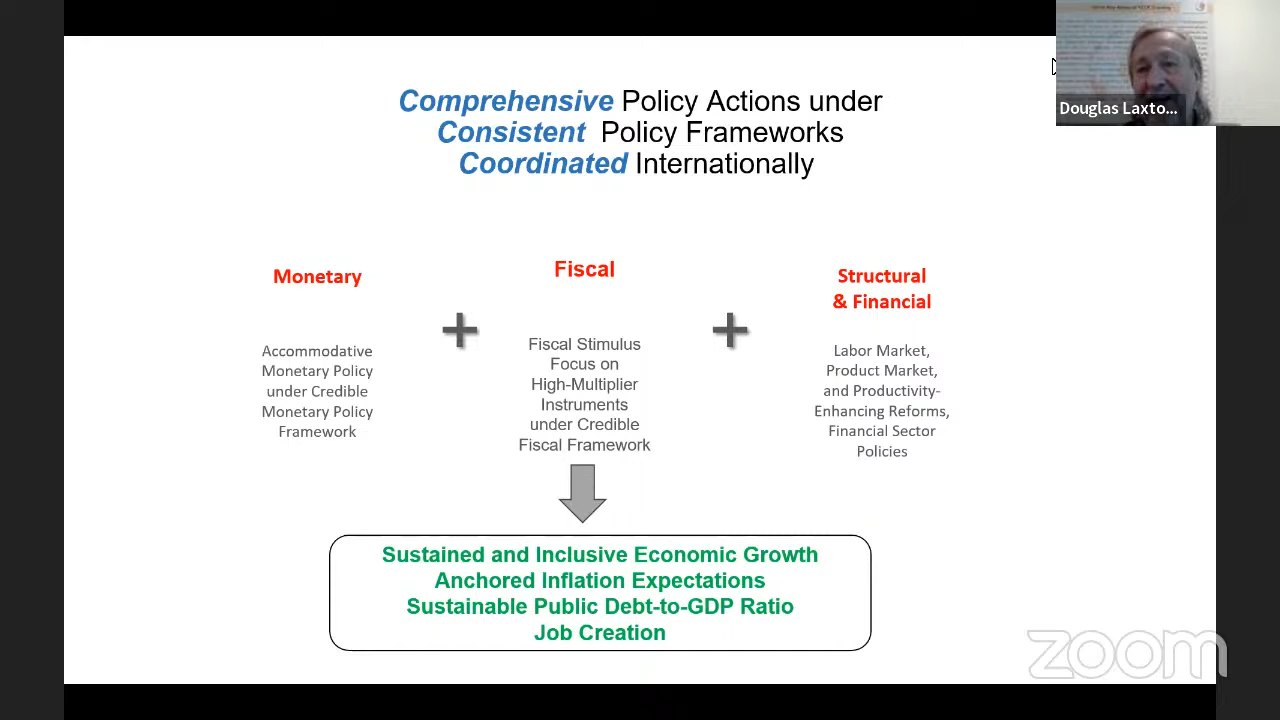 Comprehensive Policy Actions under
Consistent Policy Frameworks
Coordinated Internationally
Douglas Laxto...
Monetary
Accommodative
Monetary Policy
under Credible
Monetary Policy
Framework
+
Fiscal
Fiscal Stimulus
Focus on
High-Multiplier
Instruments
under Credible
Fiscal Framework
+
Structural
& Financial
Labor Market,
Product Market,
and Productivity-
Enhancing Reforms,
Financial Sector
Policies
Sustained and Inclusive Economic Growth
Anchored Inflation Expectations
Sustainable Public Debt-to-GDP Ratio
Job Creation
zoom